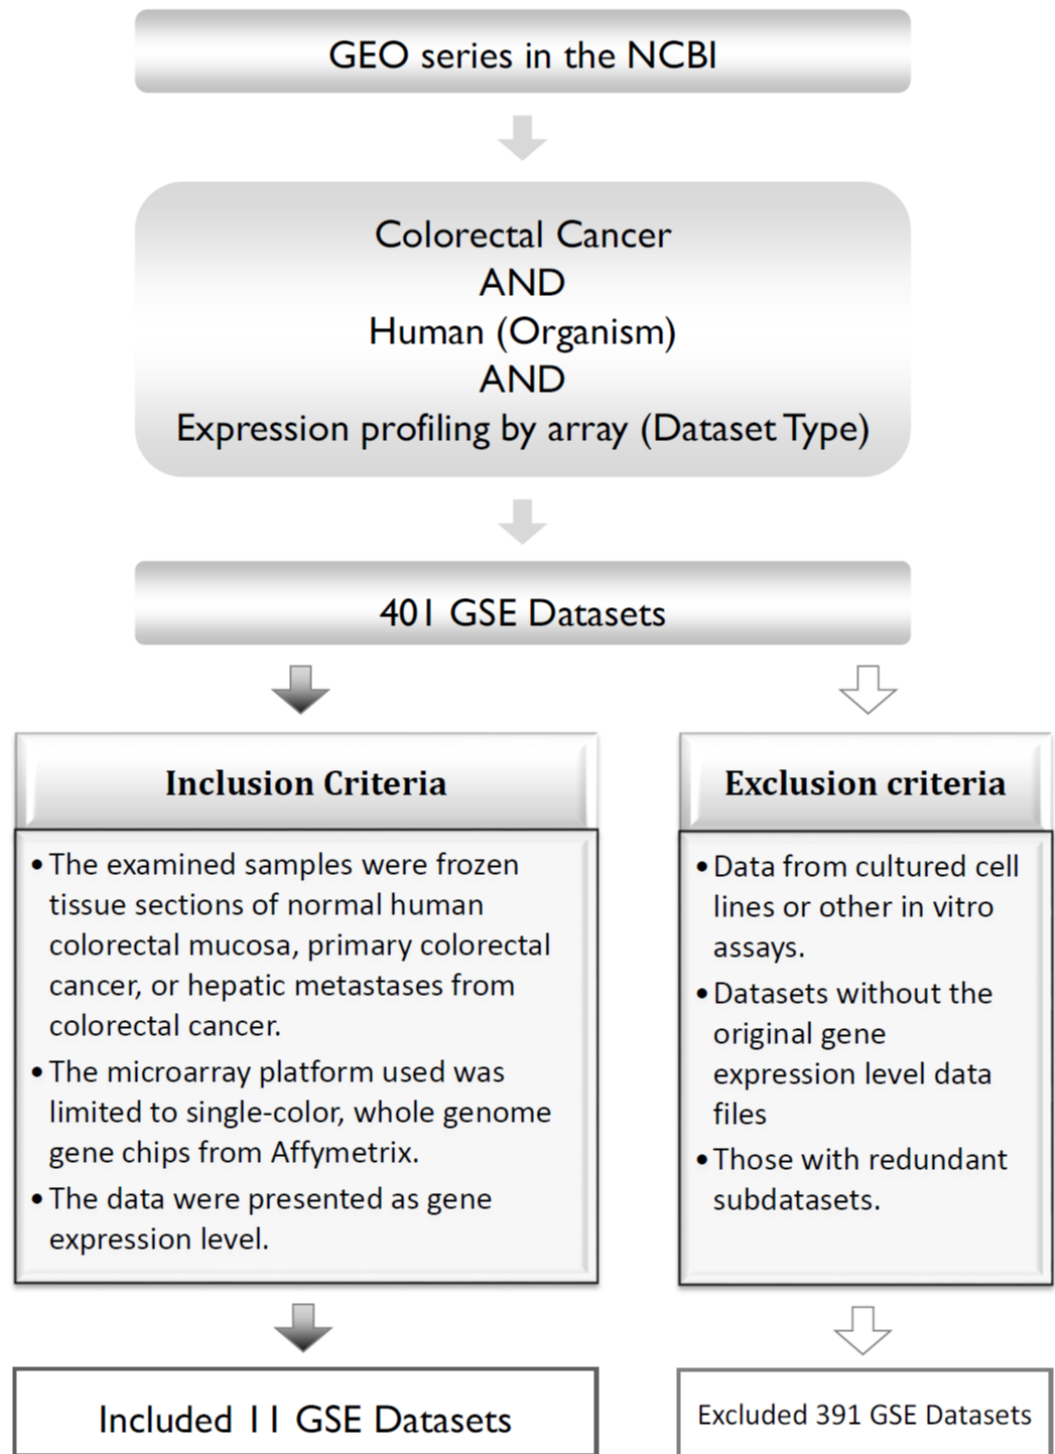 GEO series in the NCBI
Colorectal Cancer
AND
Human (Organism)
AND
Expression profiling by array (Dataset Type)
401 GSE Datasets
Inclusion Criteria
• The examined samples were frozen
tissue sections of normal human
colorectal mucosa, primary colorectal
cancer, or hepatic metastases from
colorectal cancer.
• The microarray platform used was
limited to single-color, whole genome
gene chips from Affymetrix.
• The data were presented as gene
expression level.
Included 11 GSE Datasets
Exclusion criteria
• Data from cultured cell
lines or other in vitro
assays.
• Datasets without the
original gene
expression level data
files
• Those with redundant
subdatasets.
Excluded 391 GSE Datasets